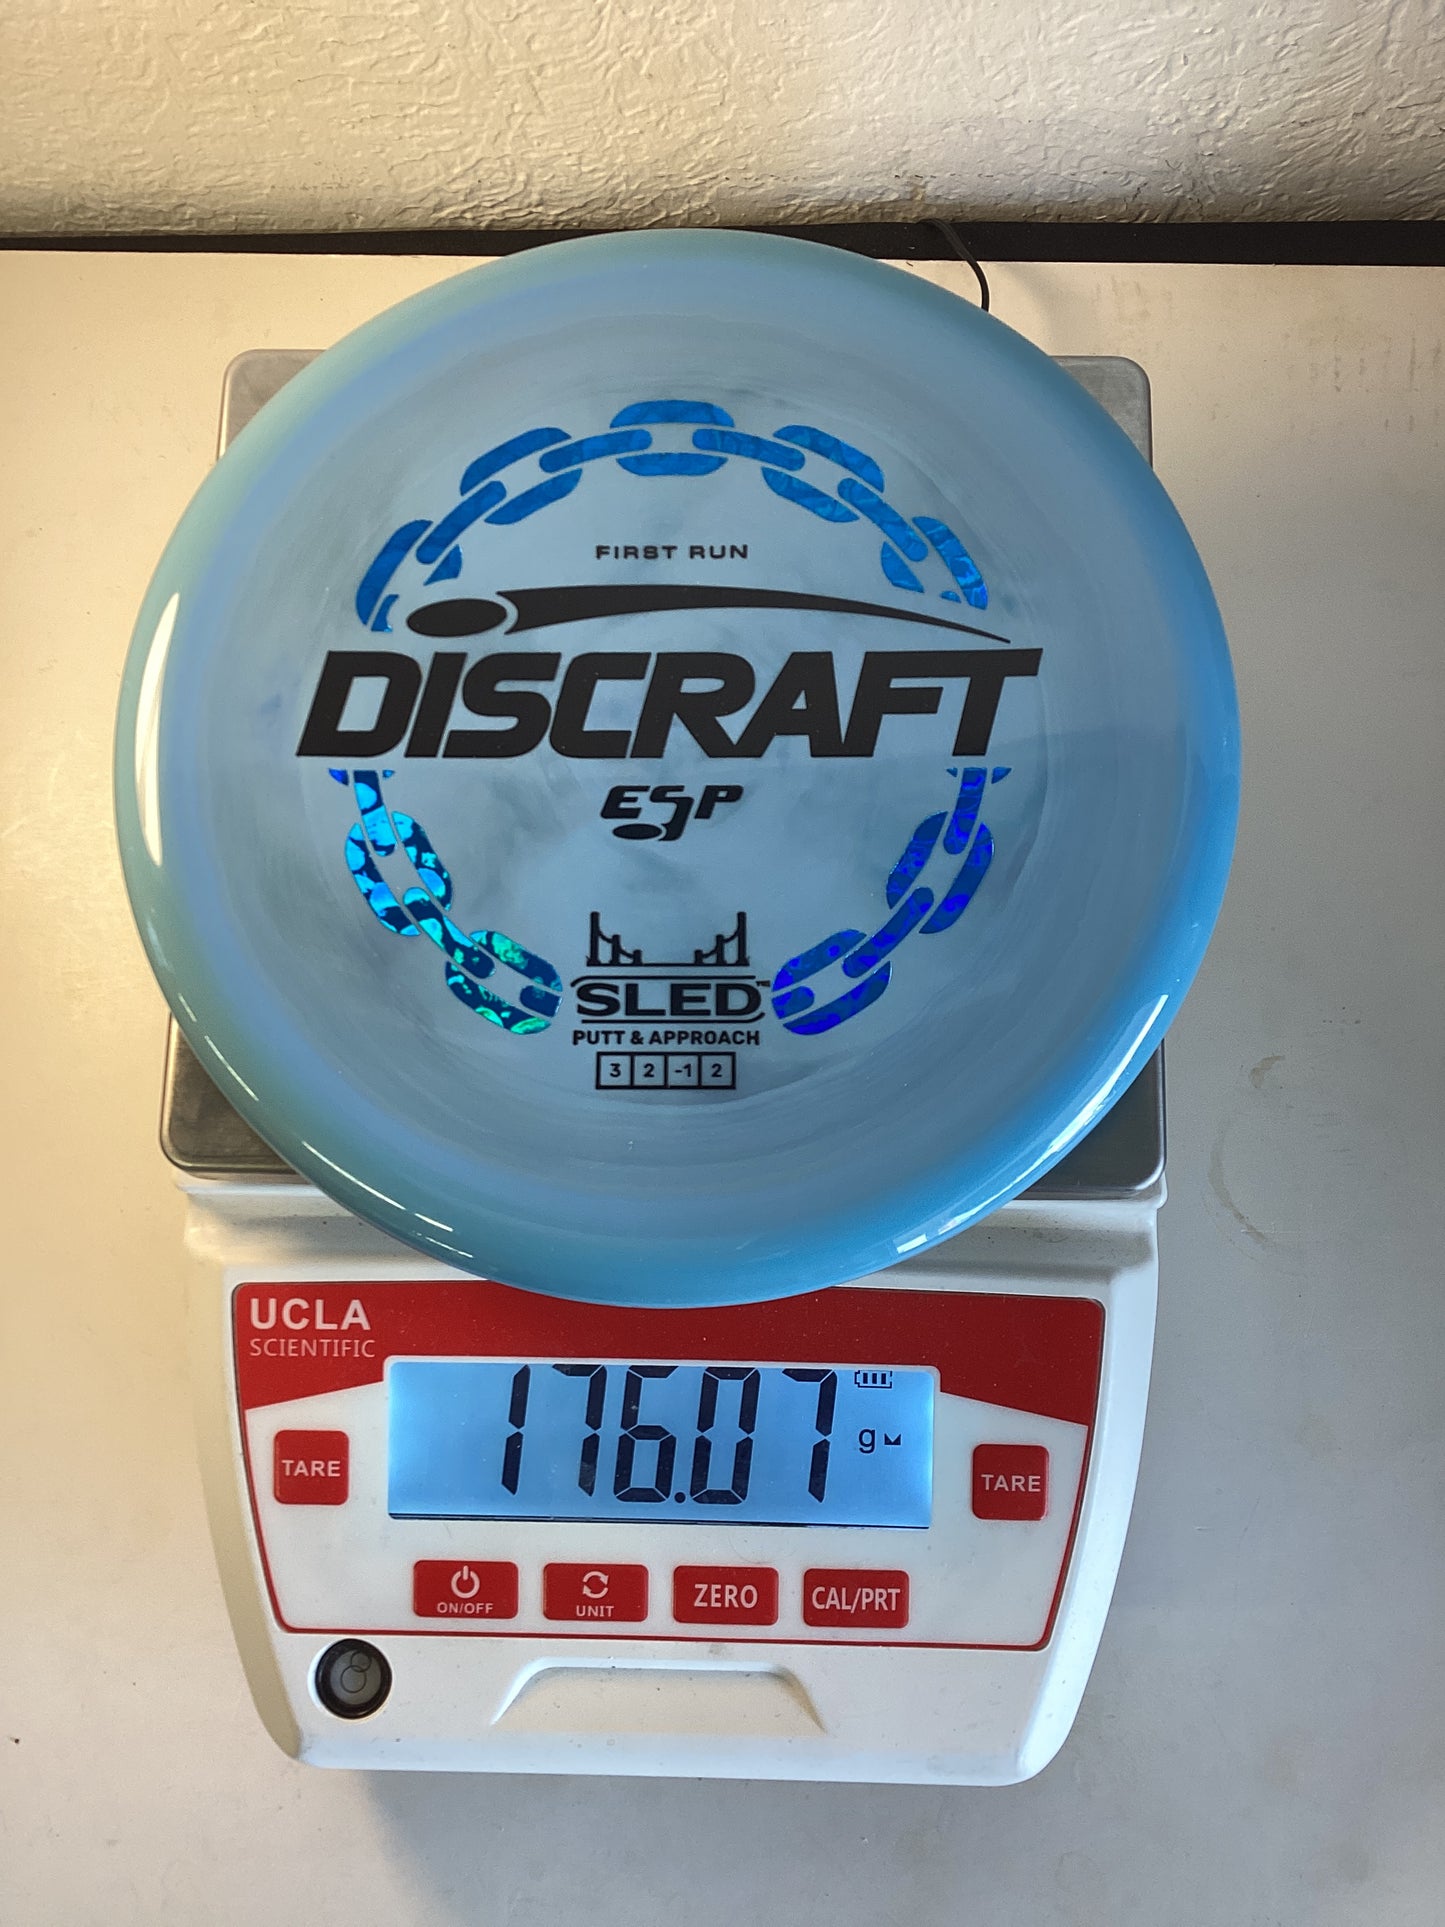 FIRST RUN
DISCRAFT
ESP
SLED™
PUTT & APPROACH
3 2 -1 2
UCLA
SCIENTIFIC
176.07 g
TARE
TARE
ON/OFF
UNIT
ZERO
CAL/PRT